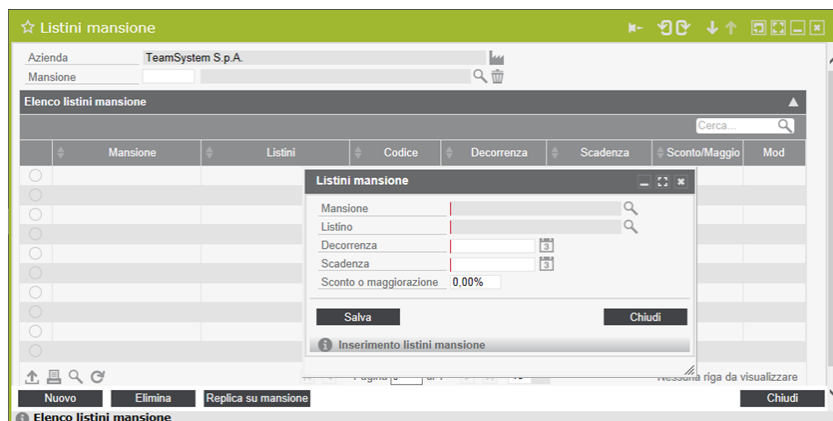 Listini mansione
Azienda TeamSystem S.p.A.
Mansione
Elenco listini mansione
Cerca...
Mansione Listini Codice Decorrenza Scadenza Sconto/Maggio Mod
Listini mansione
Mansione
Listino
Decorrenza 3
Scadenza 3
Sconto o maggiorazione 0,00%
Salva Chiudi
Inserimento listini mansione
Nessuna riga da visualizzare
Nuovo Elimina Replica su mansione Chiudi
Elenco listini mansione